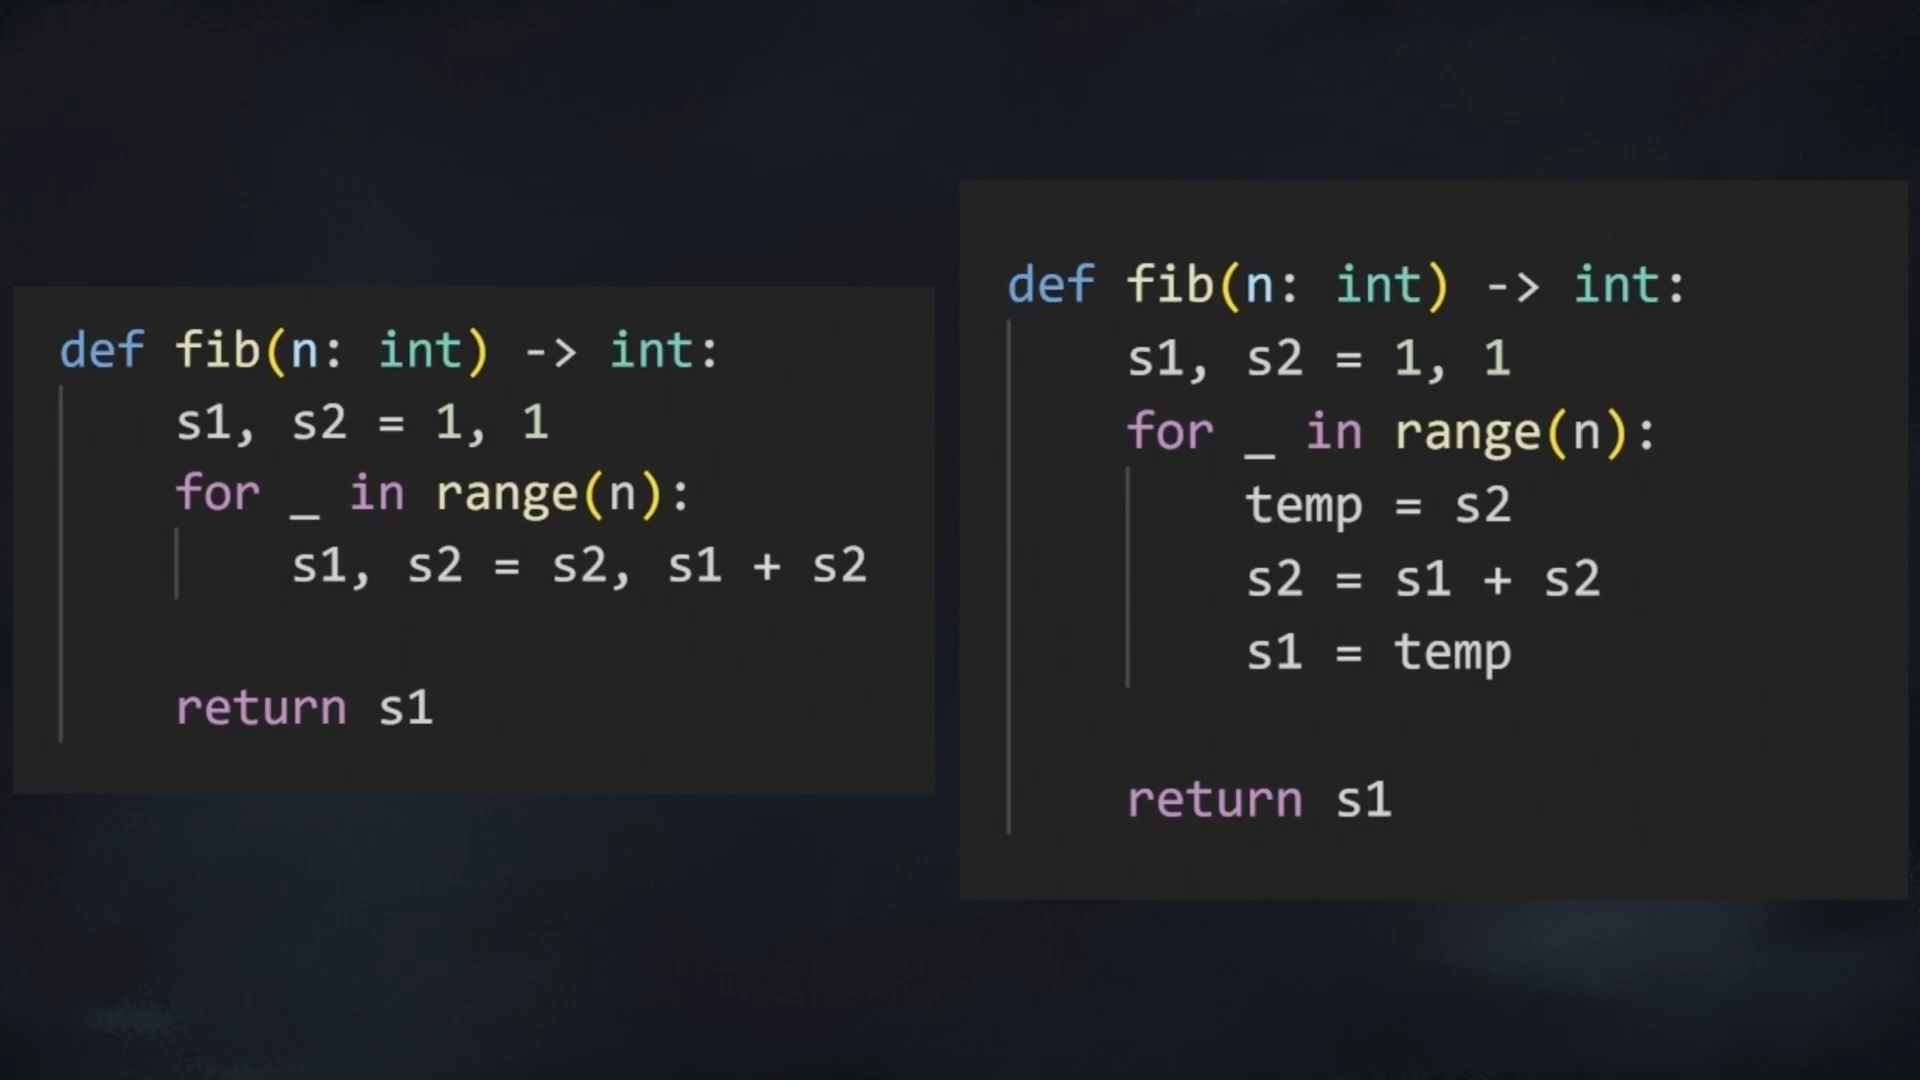 def fib(n: int) -> int:
    s1, s2 = 1, 1
    for _ in range(n):
        s1, s2 = s2, s1 + s2
    return s1
def fib(n: int) -> int:
    s1, s2 = 1, 1
    for _ in range(n):
        temp = s2
        s2 = s1 + s2
        s1 = temp
    return s1